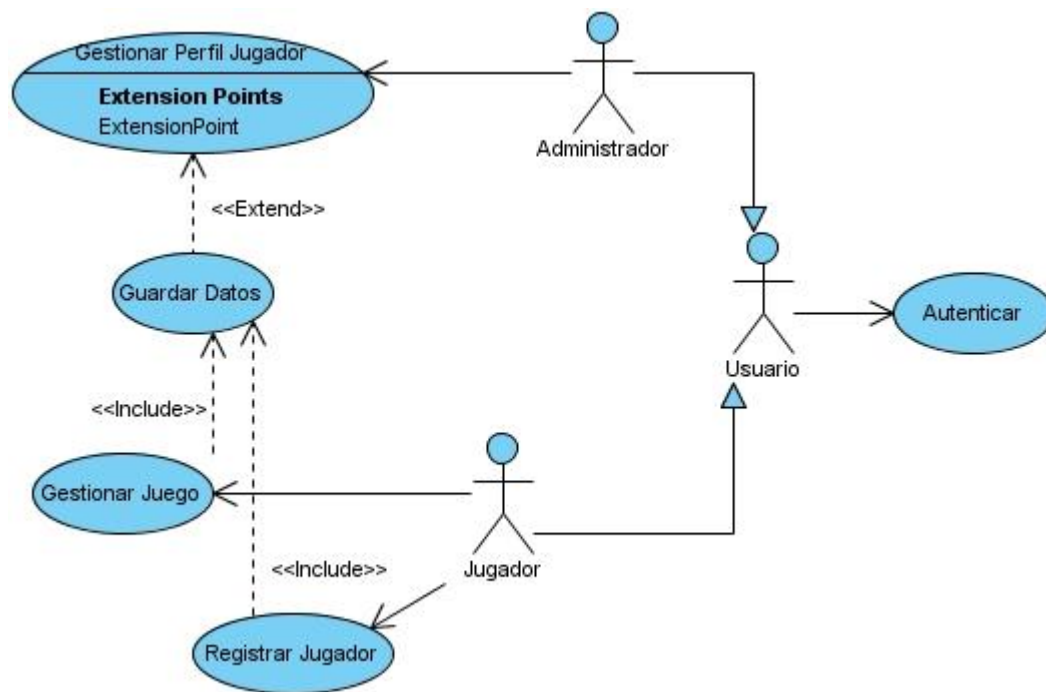 Gestionar Perfil Jugador
Extension Points
ExtensionPoint
Administrador
<<Extend>>
Guardar Datos
Autenticar
Usuario
<<Include>>
Gestionar Juego
<<Include>>
Jugador
Registrar Jugador